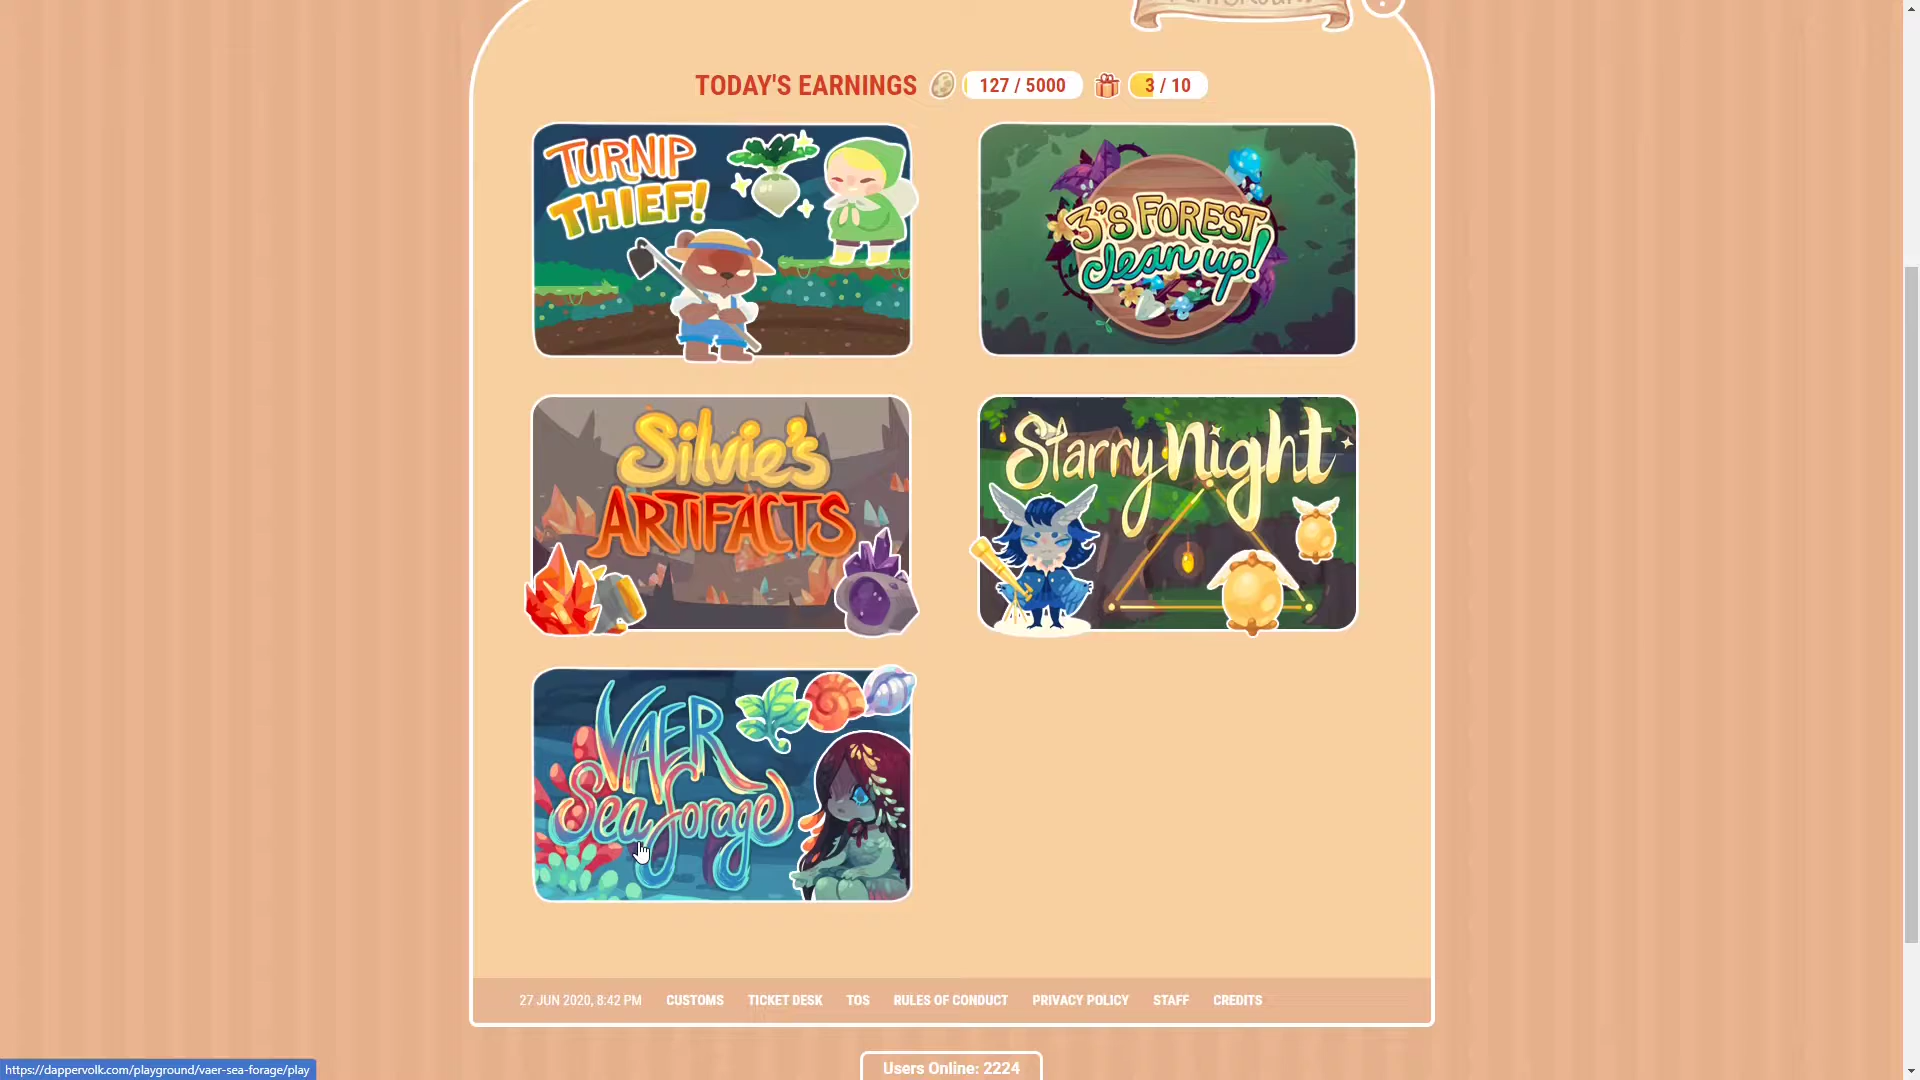 TODAY'S EARNINGS 127 / 5000 3 / 10
TURNIP
THIEF!
3'S FOREST
clean up!
Silvie's
ARTIFACTS
Starry Night
VAER
Sea forage
27 JUN 2020, 8:42 PM CUSTOMS TICKET DESK TOS RULES OF CONDUCT PRIVACY POLICY STAFF CREDITS
Users Online: 2224
https://dappervolk.com/playground/vaer-sea-forage/play